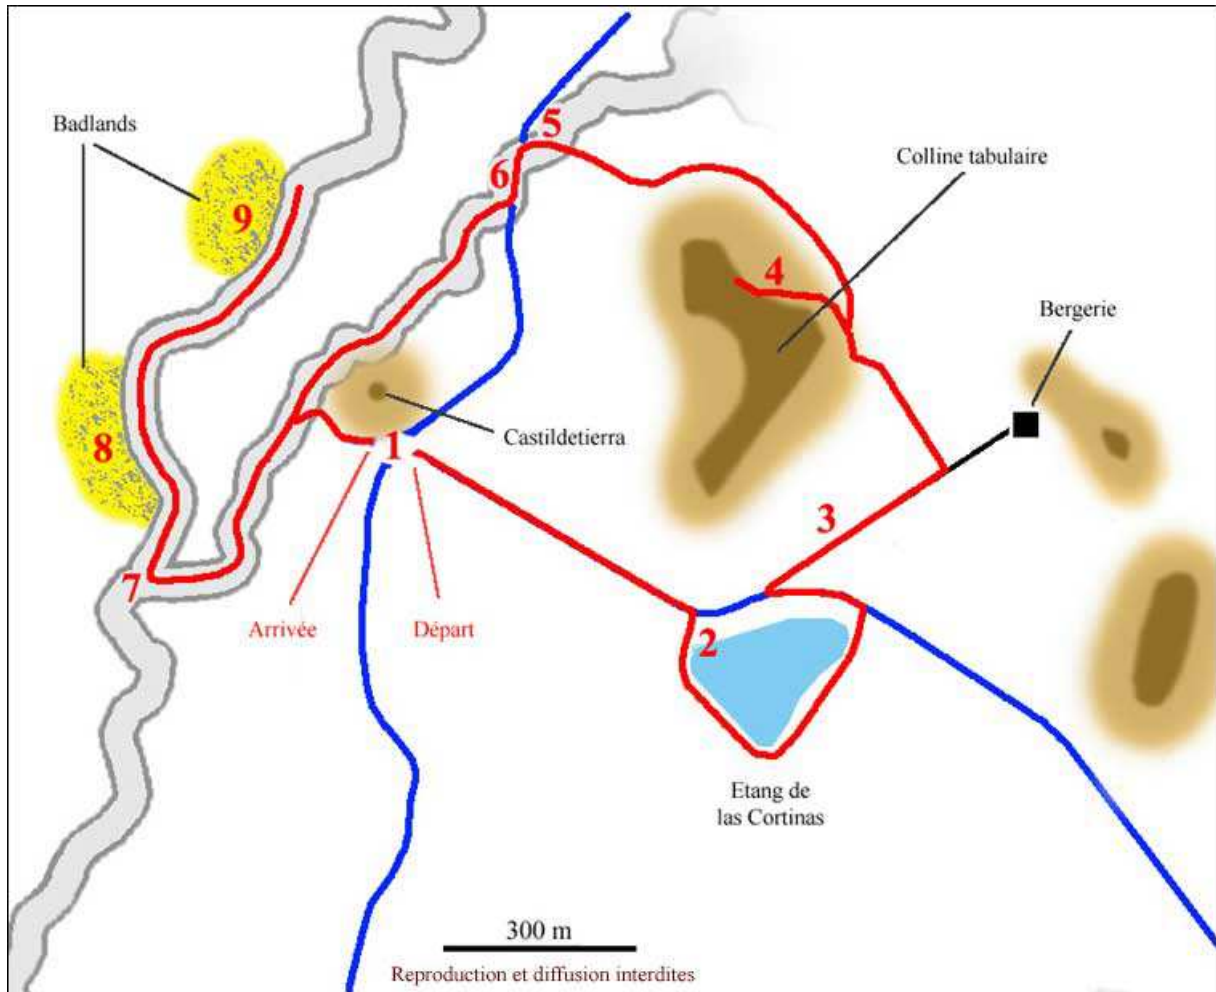 5
Badlands
6
Colline tabulaire
9
4
Bergerie
8
1
Castildetierra
3
7
Arrivée
Départ
2
Etang de
las Cortinas
300 m
Reproduction et diffusion interdites